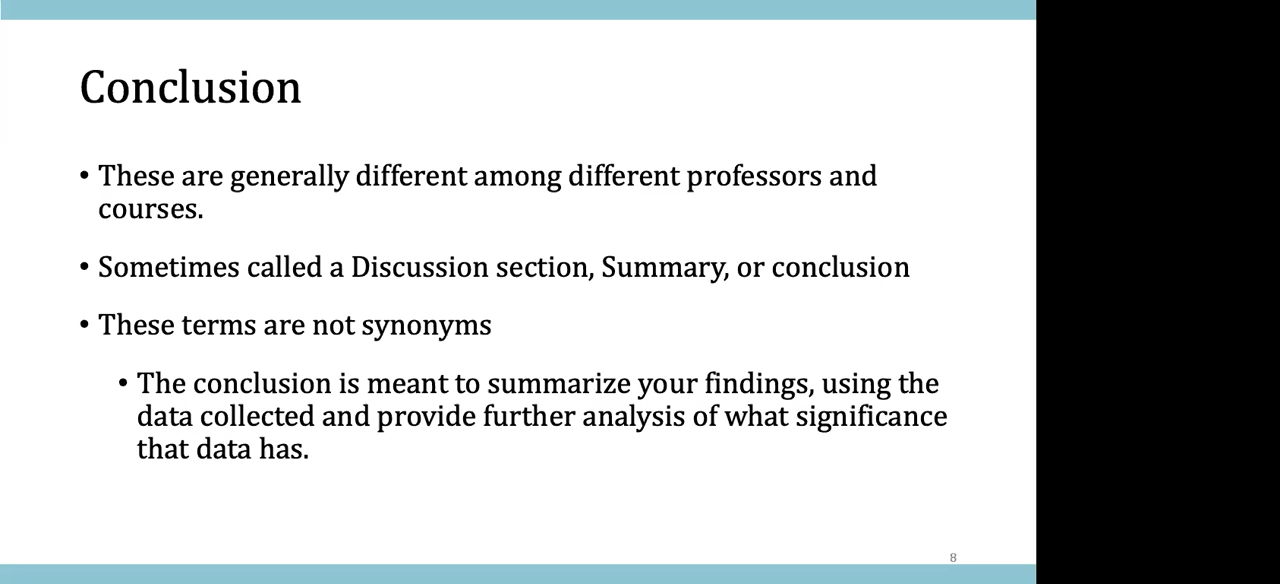 Conclusion
• These are generally different among different professors and
courses.
• Sometimes called a Discussion section, Summary, or conclusion
• These terms are not synonyms
• The conclusion is meant to summarize your findings, using the
data collected and provide further analysis of what significance
that data has.
8